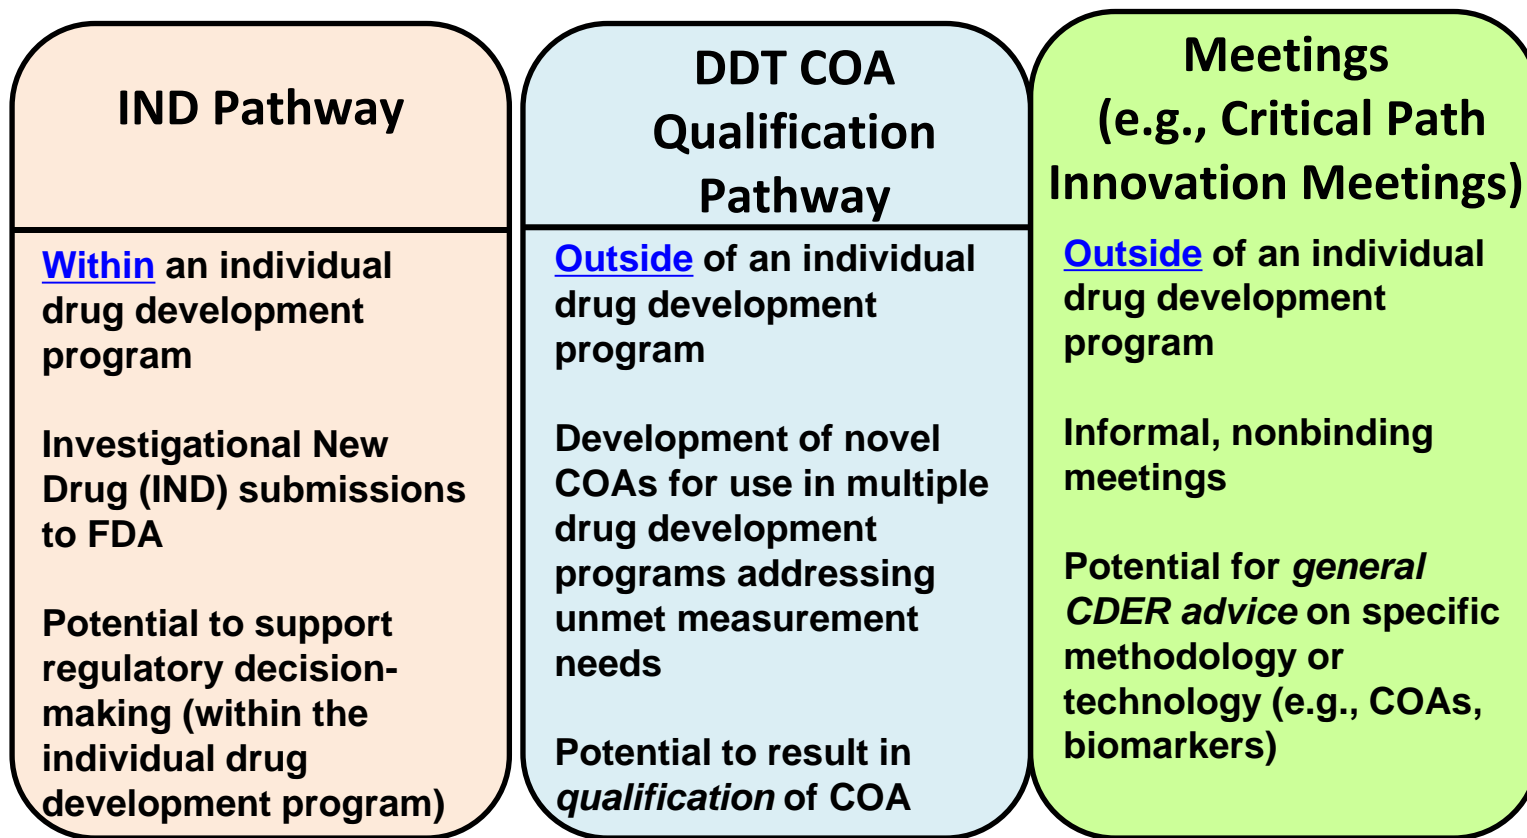 IND Pathway
Within an individual
drug development
program
Investigational New
Drug (IND) submissions
to FDA
Potential to support
regulatory decision-
making (within the
individual drug
development program)
DDT COA
Qualification
Pathway
Outside of an individual
drug development
program
Development of novel
COAs for use in multiple
drug development
programs addressing
unmet measurement
needs
Potential to result in
qualification of COA
Meetings
(e.g., Critical Path
Innovation Meetings)
Outside of an individual
drug development
program
Informal, nonbinding
meetings
Potential for general
CDER advice on specific
methodology or
technology (e.g., COAs,
biomarkers)